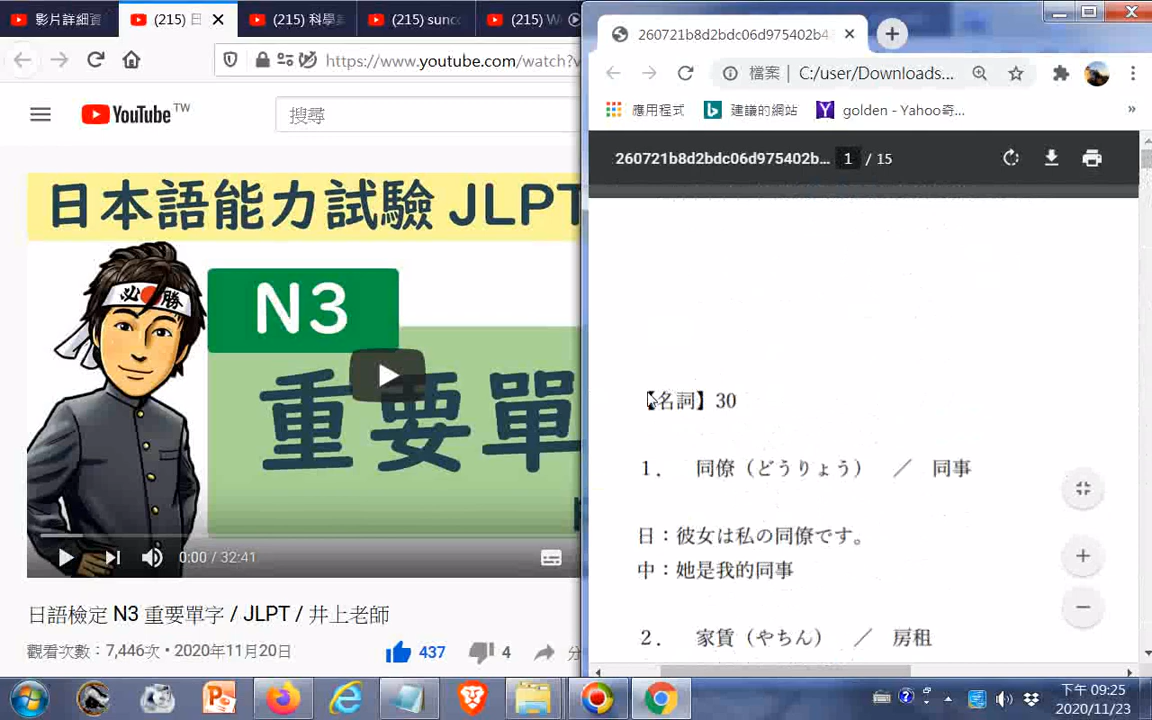 影片詳細資
(215) 日
(215) 科學
(215) sunco
(215) W
https://www.youtube.com/watch?v
YouTube TW
搜尋
日本語能力試驗 JLPT
必勝
N3
重要單
0:00 / 32:41
日語檢定 N3 重要單字 / JLPT / 井上老師
觀看次數：7,446次 • 2020年11月20日
437
4
分
260721b8d2bdc06d975402b4
檔案 | C:/user/Downloads...
應用程式
建議的網站
golden - Yahoo奇...
»
260721b8d2bdc06d975402b... 1 / 15
【名詞】30
１． 同僚（どうりょう） ／ 同事
日：彼女は私の同僚です。
中：她是我的同事
２． 家賃（やちん） ／ 房租
下午 09:25
2020/11/23